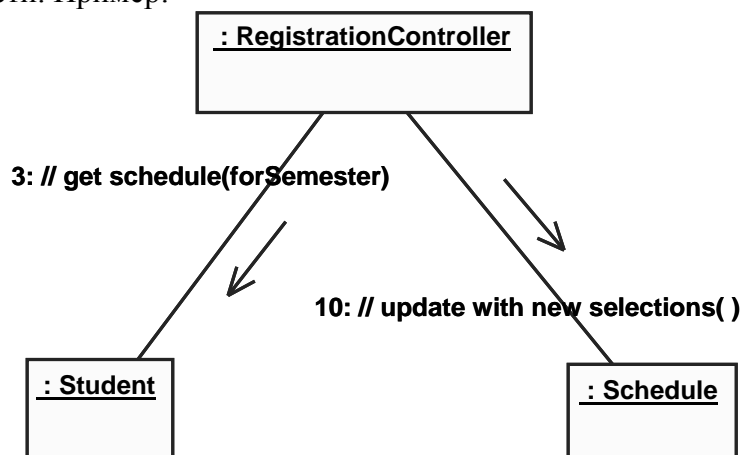 Пример:
: RegistrationController
3: // get schedule(forSemester)
10: // update with new selections( )
: Student
: Schedule